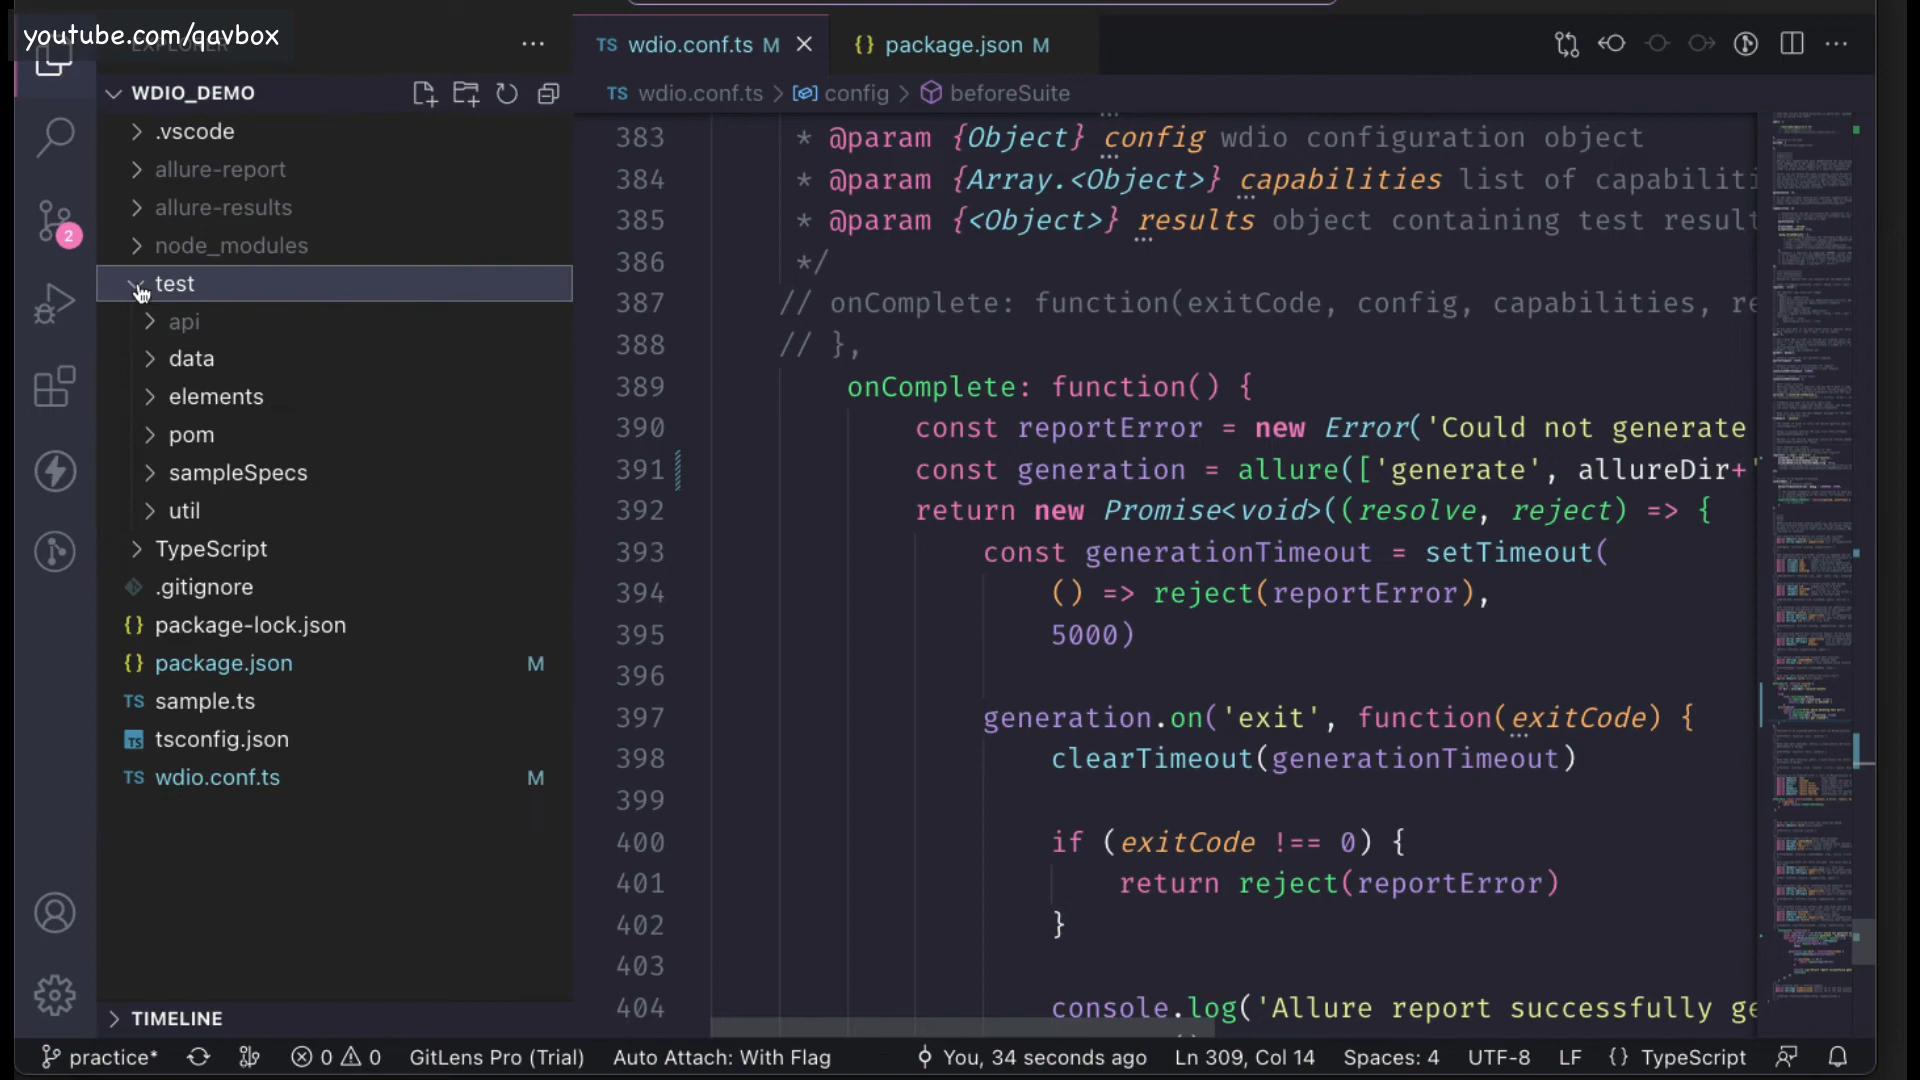 youtube.com/qavbox
EXPLORER
TS wdio.conf.ts M
{} package.json M
WDIO_DEMO
TS wdio.conf.ts > config > beforeSuite
.vscode
allure-report
allure-results
node_modules
test
api
data
elements
pom
sampleSpecs
util
TypeScript
.gitignore
{} package-lock.json
{} package.json M
TS sample.ts
TS tsconfig.json
TS wdio.conf.ts M
TIMELINE
2
383 * @param {Object} config wdio configuration object
384 * @param {Array.<Object>} capabilities list of capabiliti
385 * @param {<Object>} results object containing test result
386 */
387 // onComplete: function(exitCode, config, capabilities, re
388 // },
389 onComplete: function() {
390 const reportError = new Error('Could not generate
391 const generation = allure(['generate', allureDir+'
392 return new Promise<void>((resolve, reject) => {
393 const generationTimeout = setTimeout(
394 () => reject(reportError),
395 5000)
396
397 generation.on('exit', function(exitCode) {
398 clearTimeout(generationTimeout)
399
400 if (exitCode !== 0) {
401 return reject(reportError)
402 }
403
404 console.log('Allure report successfully ge
practice* 0 0 GitLens Pro (Trial) Auto Attach: With Flag You, 34 seconds ago Ln 309, Col 14 Spaces: 4 UTF-8 LF {} TypeScript